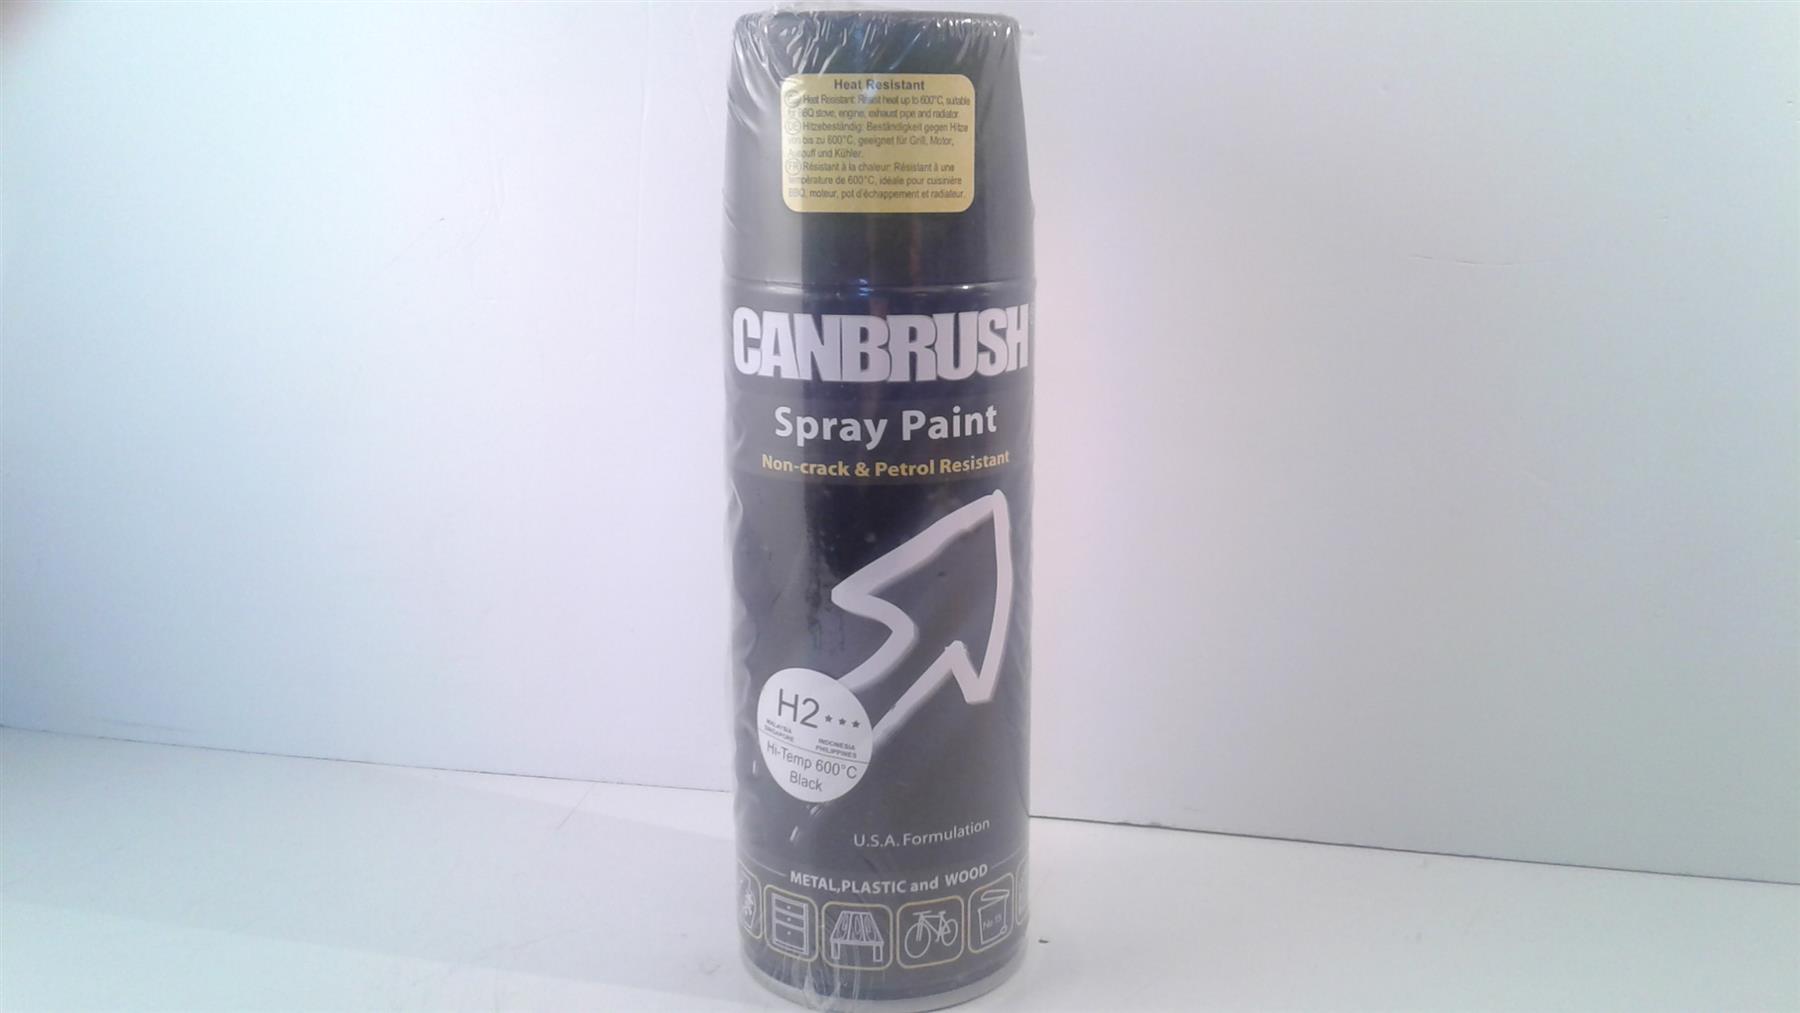 Heat Resistant
Heat Resistant: Resist heat up to 600°C, suitable
for BBQ stove, engine, exhaust pipe and radiator.
DE Hitzebeständig: Beständigkeit gegen Hitze
von bis zu 600°C, geeignet für Grill, Motor,
Auspuff und Kühler.
FR Résistant à la chaleur: Résistant à une
température de 600°C, idéale pour cuisinière
BBQ, moteur, pot d'échappement et radiateur.
CANBRUSH
Spray Paint
Non-crack & Petrol Resistant
H2 ★★★
MALAYSIA
SINGAPORE
INDONESIA
PHILIPPINES
Hi-Temp 600°C
Black
U.S.A. Formulation
METAL,PLASTIC and WOOD